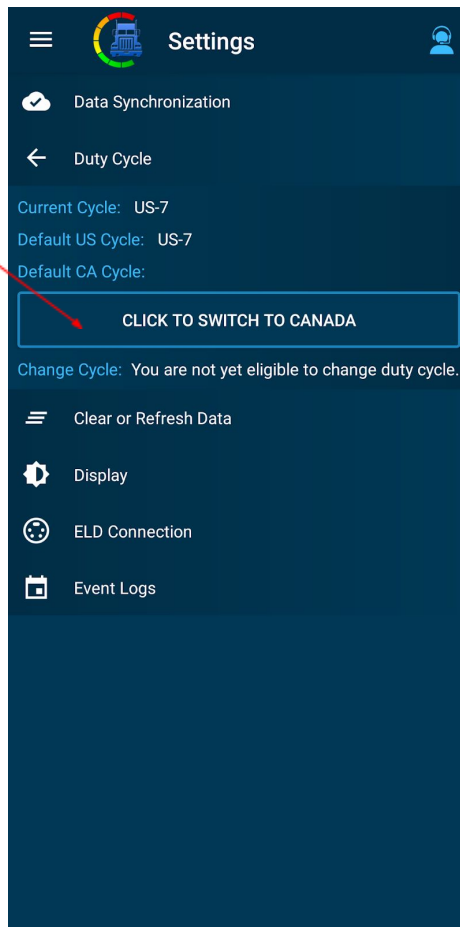 Settings
Data Synchronization
Duty Cycle
Current Cycle: US-7
Default US Cycle: US-7
Default CA Cycle:
CLICK TO SWITCH TO CANADA
Change Cycle: You are not yet eligible to change duty cycle.
Clear or Refresh Data
Display
ELD Connection
Event Logs